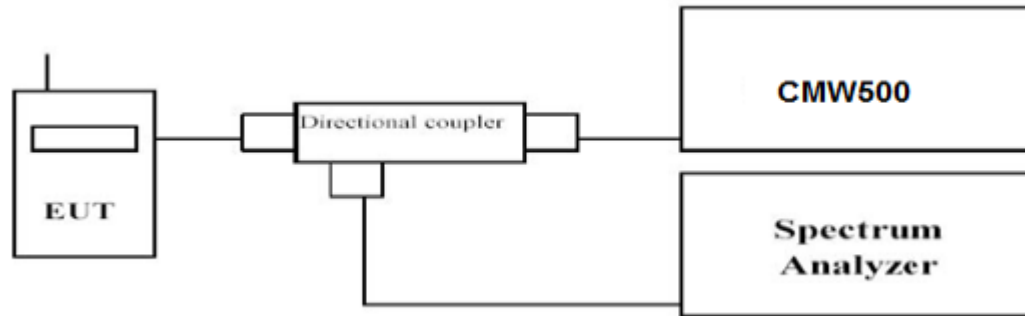 CMW500
Directional coupler
EUT
Spectrum
Analyzer